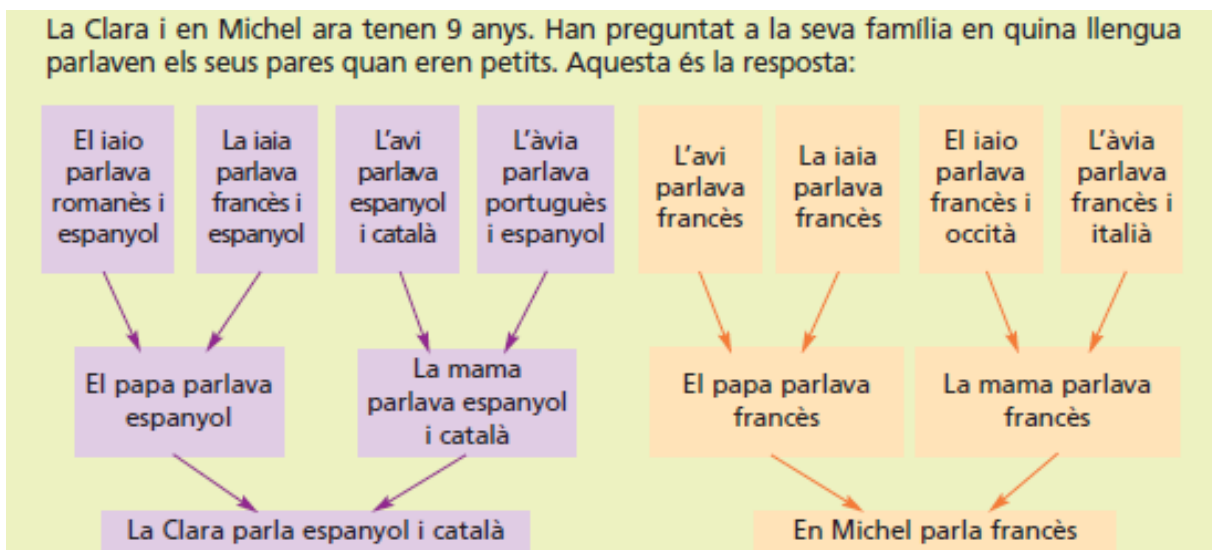 La Clara i en Michel ara tenen 9 anys. Han preguntat a la seva família en quina llengua
parlaven els seus pares quan eren petits. Aquesta és la resposta:
El iaio
parlava
romanès i
espanyol
La iaia
parlava
francès i
espanyol
L'avi
parlava
espanyol
i català
L'àvia
parlava
portuguès
i espanyol
L'avi
parlava
francès
La iaia
parlava
francès
El iaio
parlava
francès i
occità
L'àvia
parlava
francès i
italià
El papa parlava
espanyol
La mama
parlava espanyol
i català
El papa parlava
francès
La mama parlava
francès
La Clara parla espanyol i català
En Michel parla francès